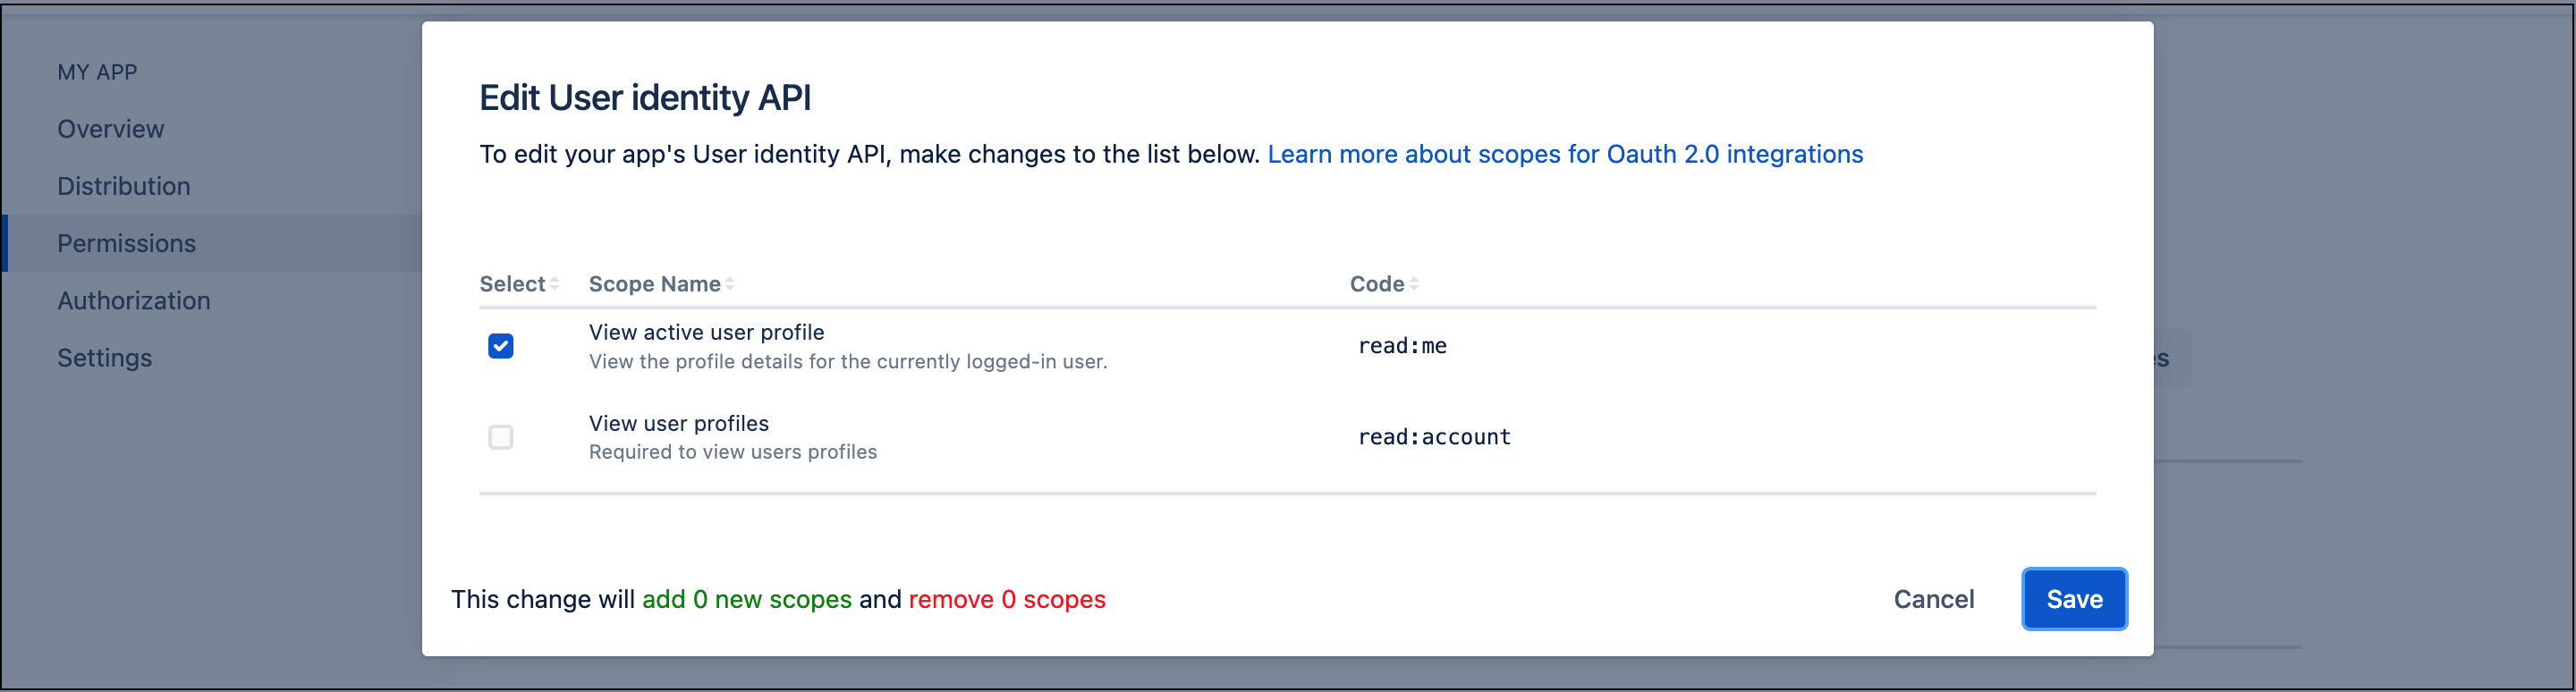 MY APP
Overview
Distribution
Permissions
Authorization
Settings
Edit User identity API
To edit your app's User identity API, make changes to the list below. Learn more about scopes for Oauth 2.0 integrations
Select Scope Name Code
View active user profile
View the profile details for the currently logged-in user.
read:me
View user profiles
Required to view users profiles
read:account
This change will add 0 new scopes and remove 0 scopes
Cancel Save